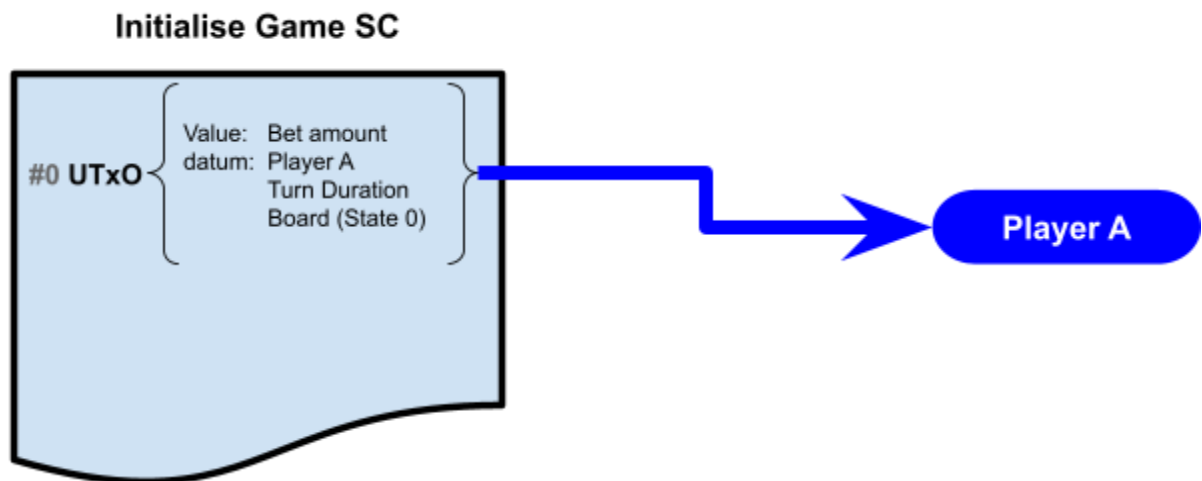 Initialise Game SC
#0 UTxO
Value: Bet amount
datum: Player A
Turn Duration
Board (State 0)
Player A